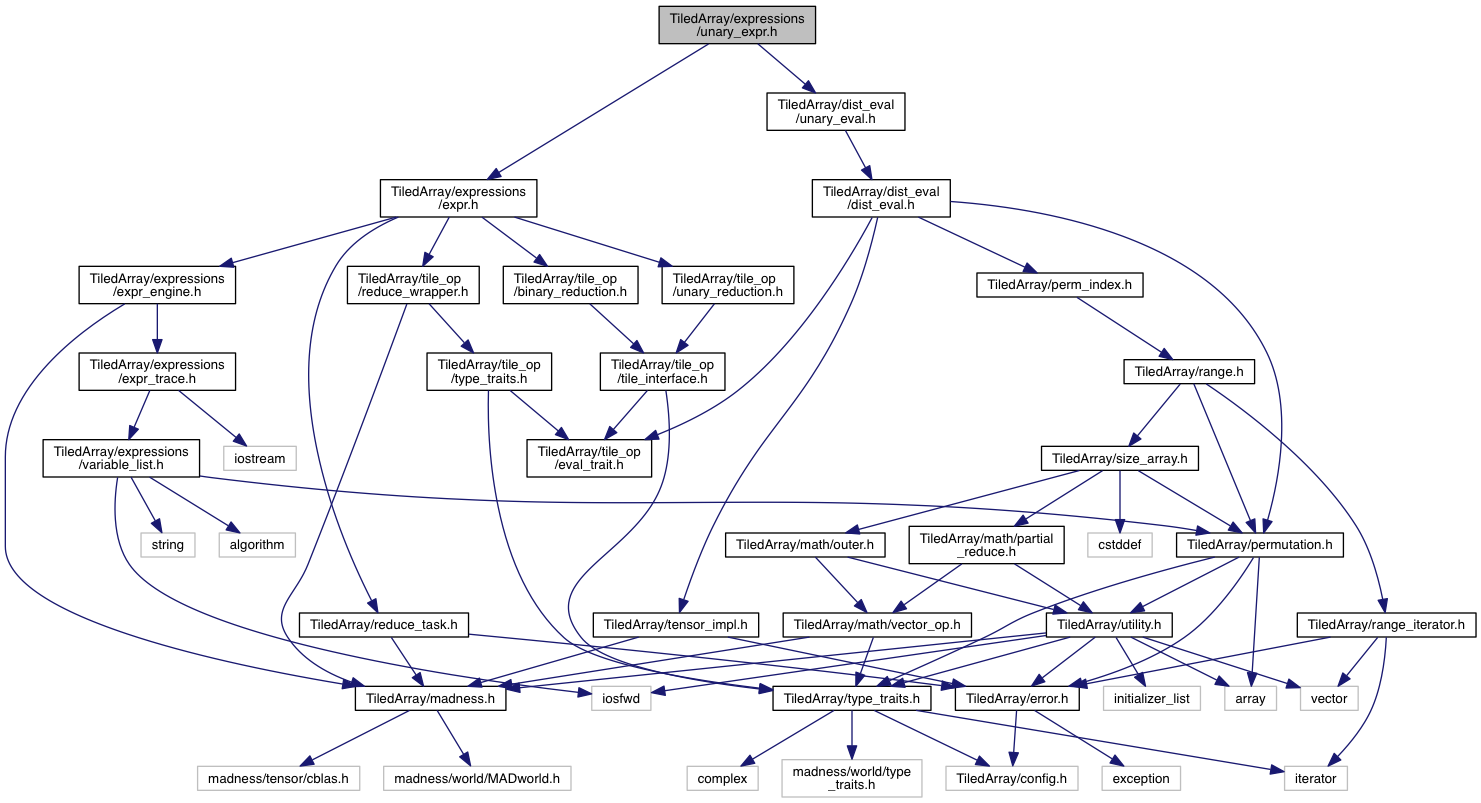 TiledArray/expressions
/unary_expr.h
TiledArray/dist_eval
/unary_eval.h
TiledArray/expressions
/expr.h
TiledArray/dist_eval
/dist_eval.h
TiledArray/expressions
/expr_engine.h
TiledArray/tile_op
/reduce_wrapper.h
TiledArray/tile_op
/binary_reduction.h
TiledArray/tile_op
/unary_reduction.h
TiledArray/perm_index.h
TiledArray/expressions
/expr_trace.h
TiledArray/tile_op
/type_traits.h
TiledArray/tile_op
/tile_interface.h
TiledArray/range.h
TiledArray/expressions
/variable_list.h
iostream
TiledArray/tile_op
/eval_trait.h
TiledArray/size_array.h
string
algorithm
TiledArray/math/outer.h
TiledArray/math/partial
_reduce.h
cstddef
TiledArray/permutation.h
TiledArray/reduce_task.h
TiledArray/tensor_impl.h
TiledArray/math/vector_op.h
TiledArray/utility.h
TiledArray/range_iterator.h
TiledArray/madness.h
iosfwd
TiledArray/type_traits.h
TiledArray/error.h
initializer_list
array
vector
madness/tensor/cblas.h
madness/world/MADworld.h
complex
madness/world/type
_traits.h
TiledArray/config.h
exception
iterator